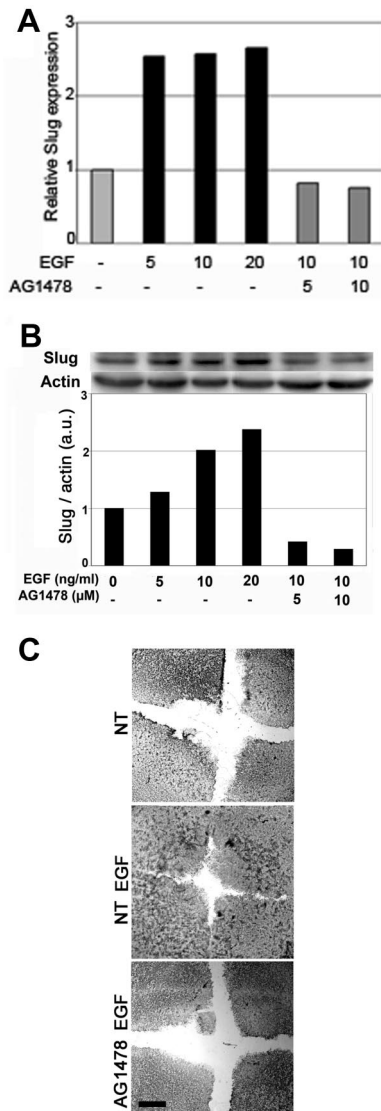 A
Relative Slug expression
3
2
1
0
EGF - 5 10 20 10 10
AG1478 - - - - 5 10
B
Slug
Actin
Slug / actin (a.u.)
3
2
1
0
EGF (ng/ml) 0 5 10 20 10 10
AG1478 (µM) - - - - 5 10
C
NT
NT EGF
AG1478 EGF